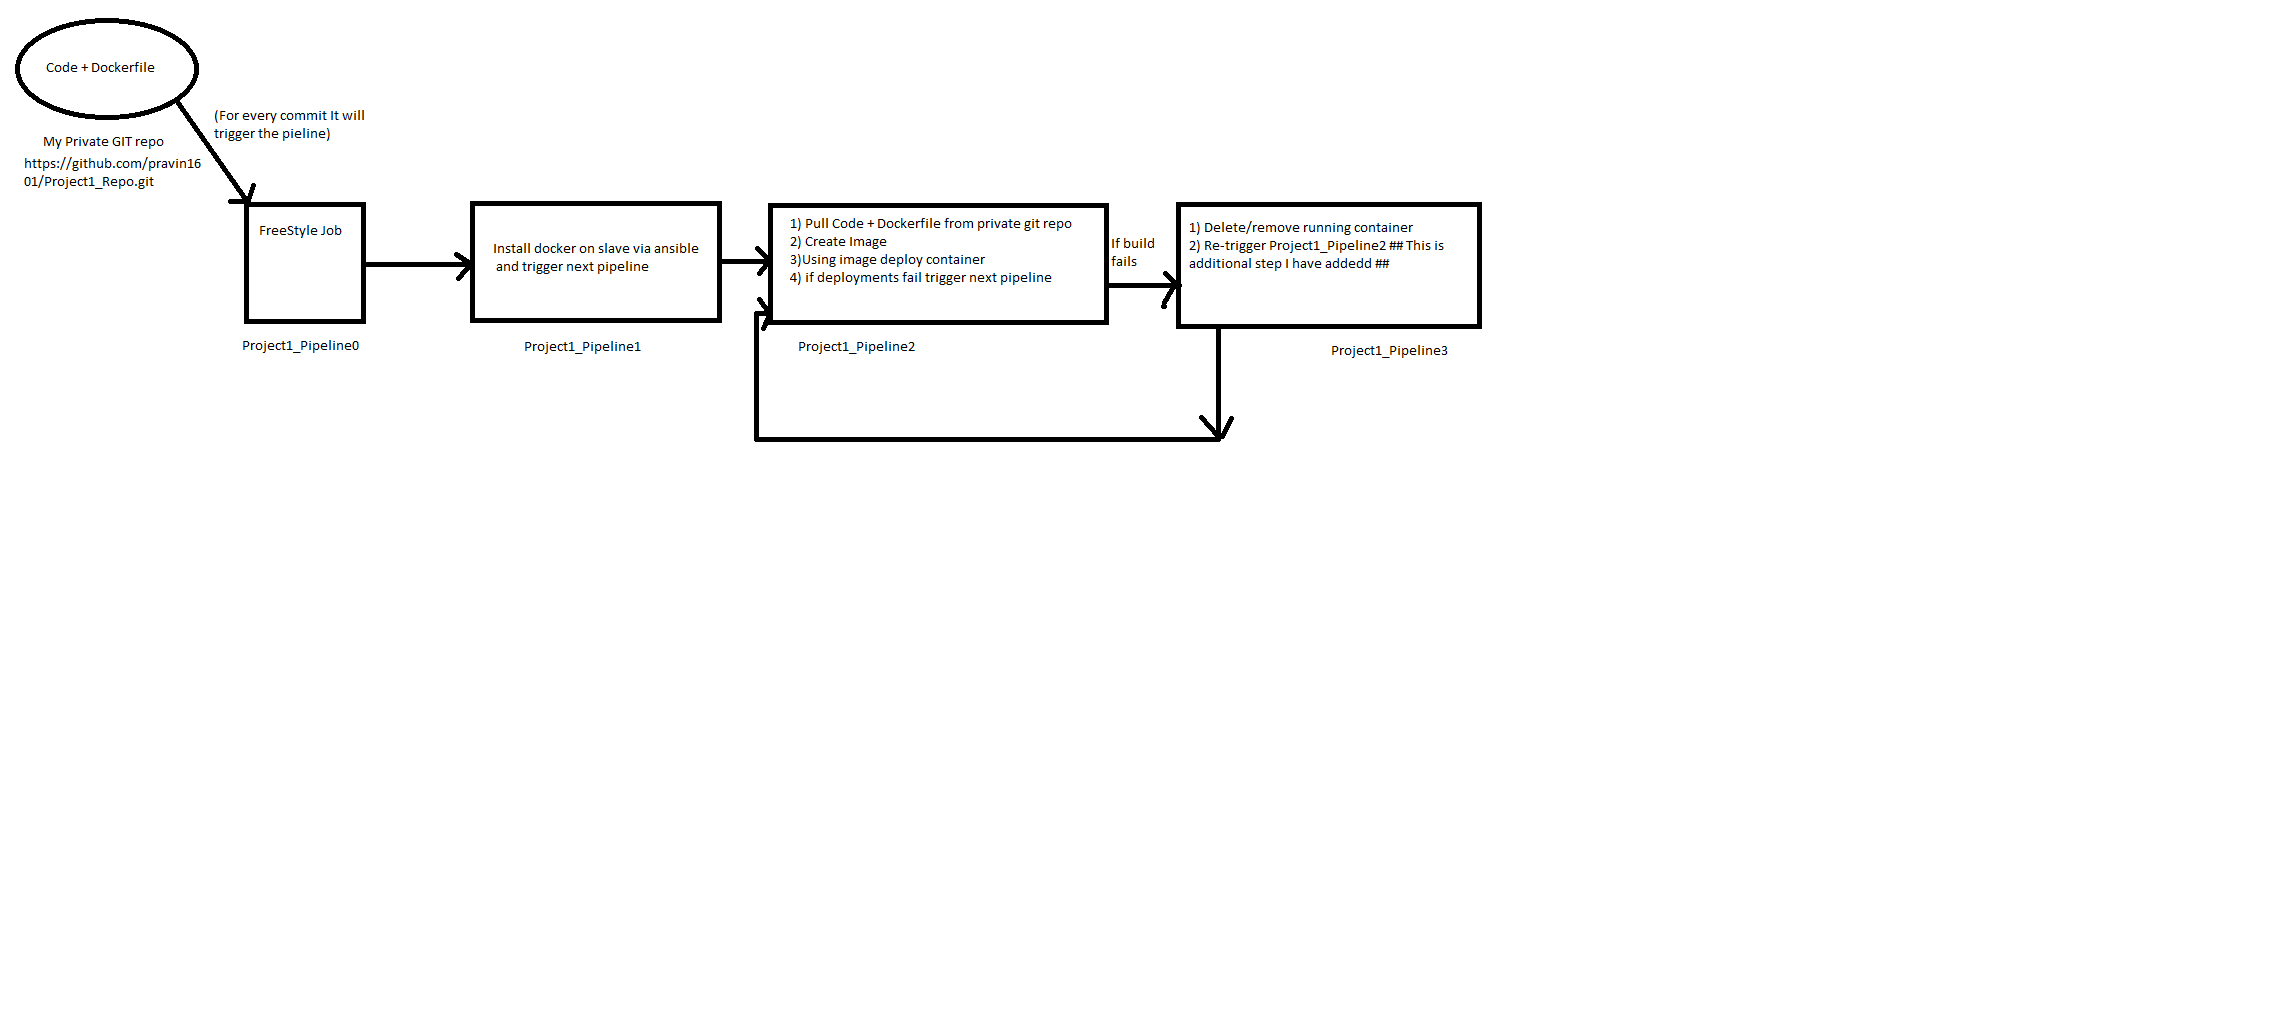 Code + Dockerfile
(For every commit It will
trigger the pieline)
My Private GIT repo
https://github.com/pravin16
01/Project1_Repo.git
FreeStyle Job
Project1_Pipeline0
Install docker on slave via ansible
and trigger next pipeline
Project1_Pipeline1
1) Pull Code + Dockerfile from private git repo
2) Create Image
3)Using image deploy container
4) if deployments fail trigger next pipeline
Project1_Pipeline2
If build
fails
1) Delete/remove running container
2) Re-trigger Project1_Pipeline2 ## This is
additional step I have addedd ##
Project1_Pipeline3